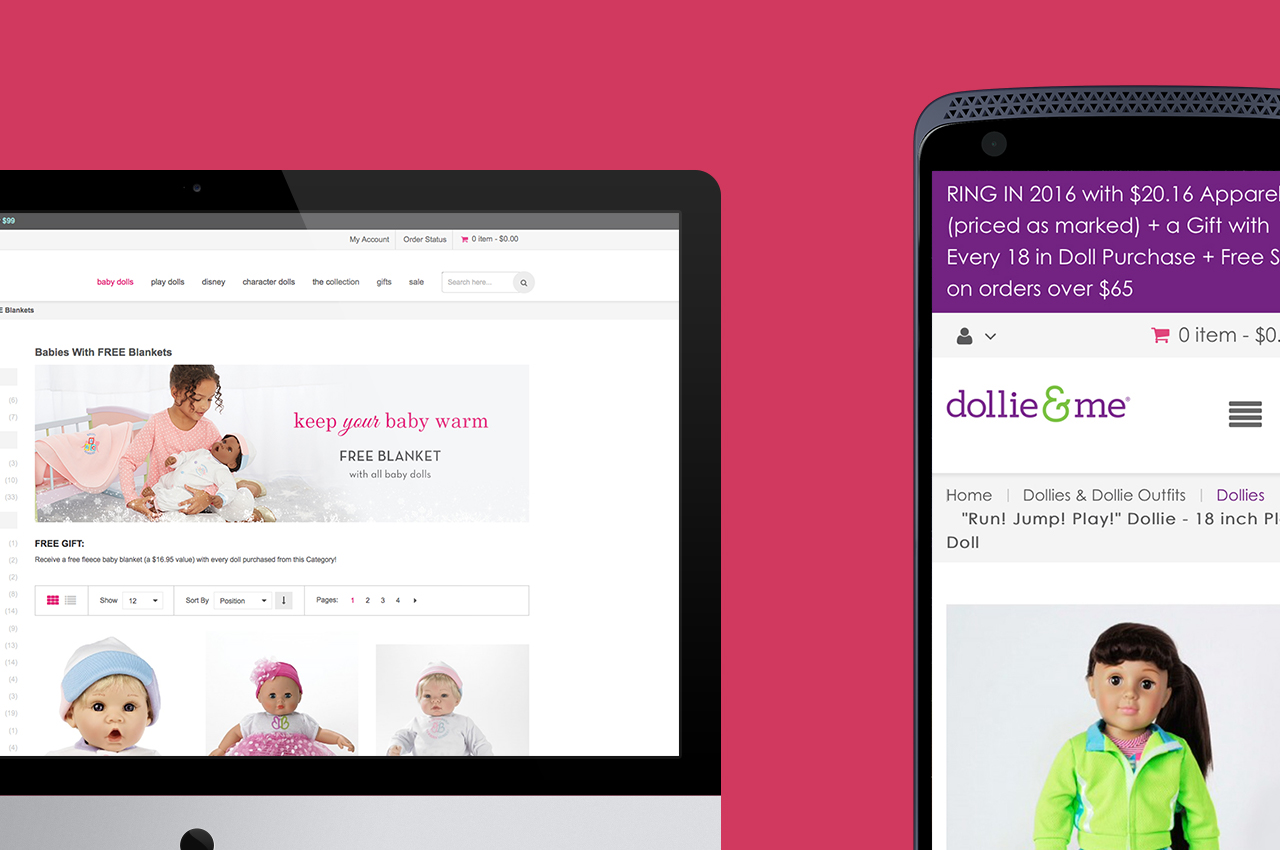 $99
My Account Order Status 0 item - $0.00
baby dolls play dolls disney character dolls the collection gifts sale Search here...
Blankets
Babies With FREE Blankets
keep your baby warm
FREE BLANKET
with all baby dolls
FREE GIFT:
Receive a free fleece baby blanket (a $16.95 value) with every doll purchased from this Category!
Show 12 Sort By Position Pages: 1 2 3 4
(6)
(7)
(3)
(10)
(33)
(1)
(2)
(2)
(8)
(14)
(9)
(13)
(14)
(4)
(3)
(19)
(1)
(4)
RING IN 2016 with $20.16 Apparel
(priced as marked) + a Gift with
Every 18 in Doll Purchase + Free S
on orders over $65
0 item - $0.
dollie & me®
Home | Dollies & Dollie Outfits | Dollies
"Run! Jump! Play!" Dollie - 18 inch Pl
Doll